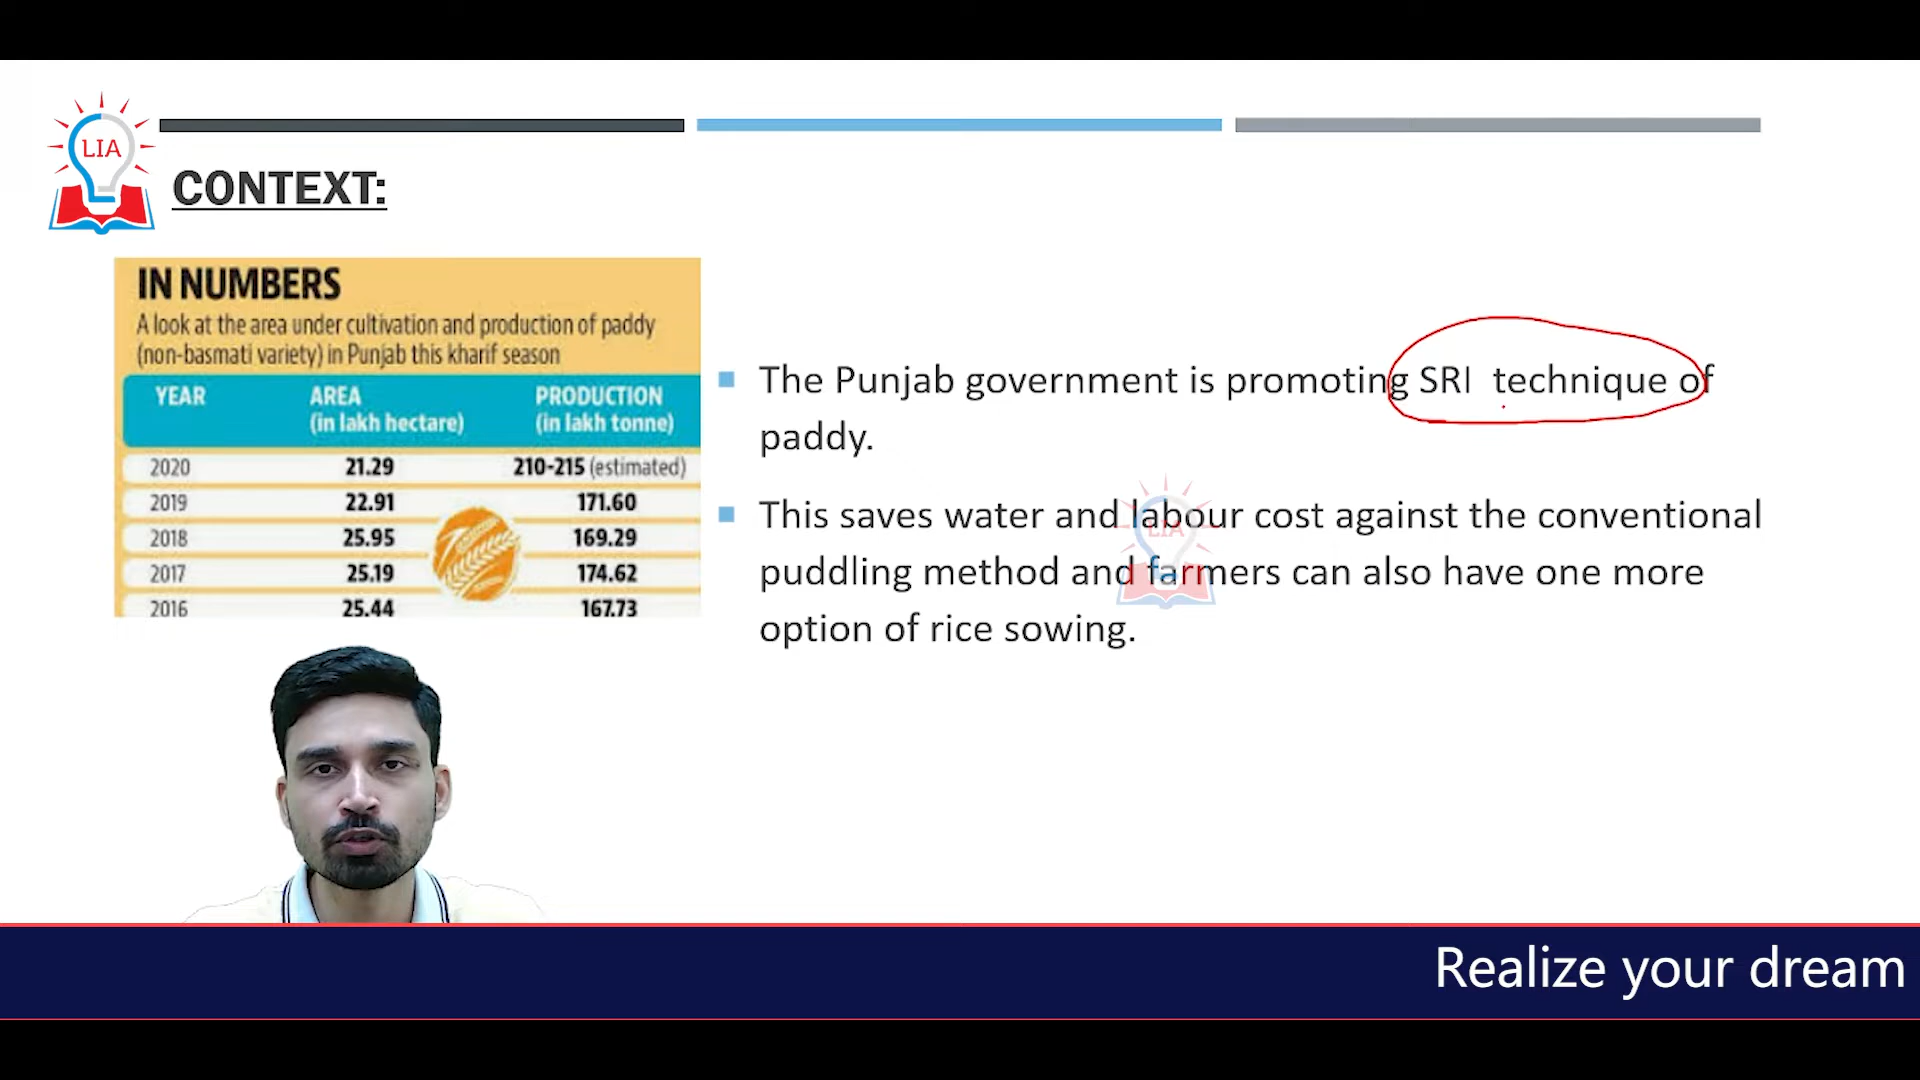 LIA
CONTEXT:
IN NUMBERS
A look at the area under cultivation and production of paddy
(non-basmati variety) in Punjab this kharif season
YEAR AREA PRODUCTION
(in lakh hectare) (in lakh tonne)
2020 21.29 210-215 (estimated)
2019 22.91 171.60
2018 25.95 169.29
2017 25.19 174.62
2016 25.44 167.73
The Punjab government is promoting SRI technique of
paddy.
This saves water and labour cost against the conventional
puddling method and farmers can also have one more
option of rice sowing.
LIA
Realize your dream